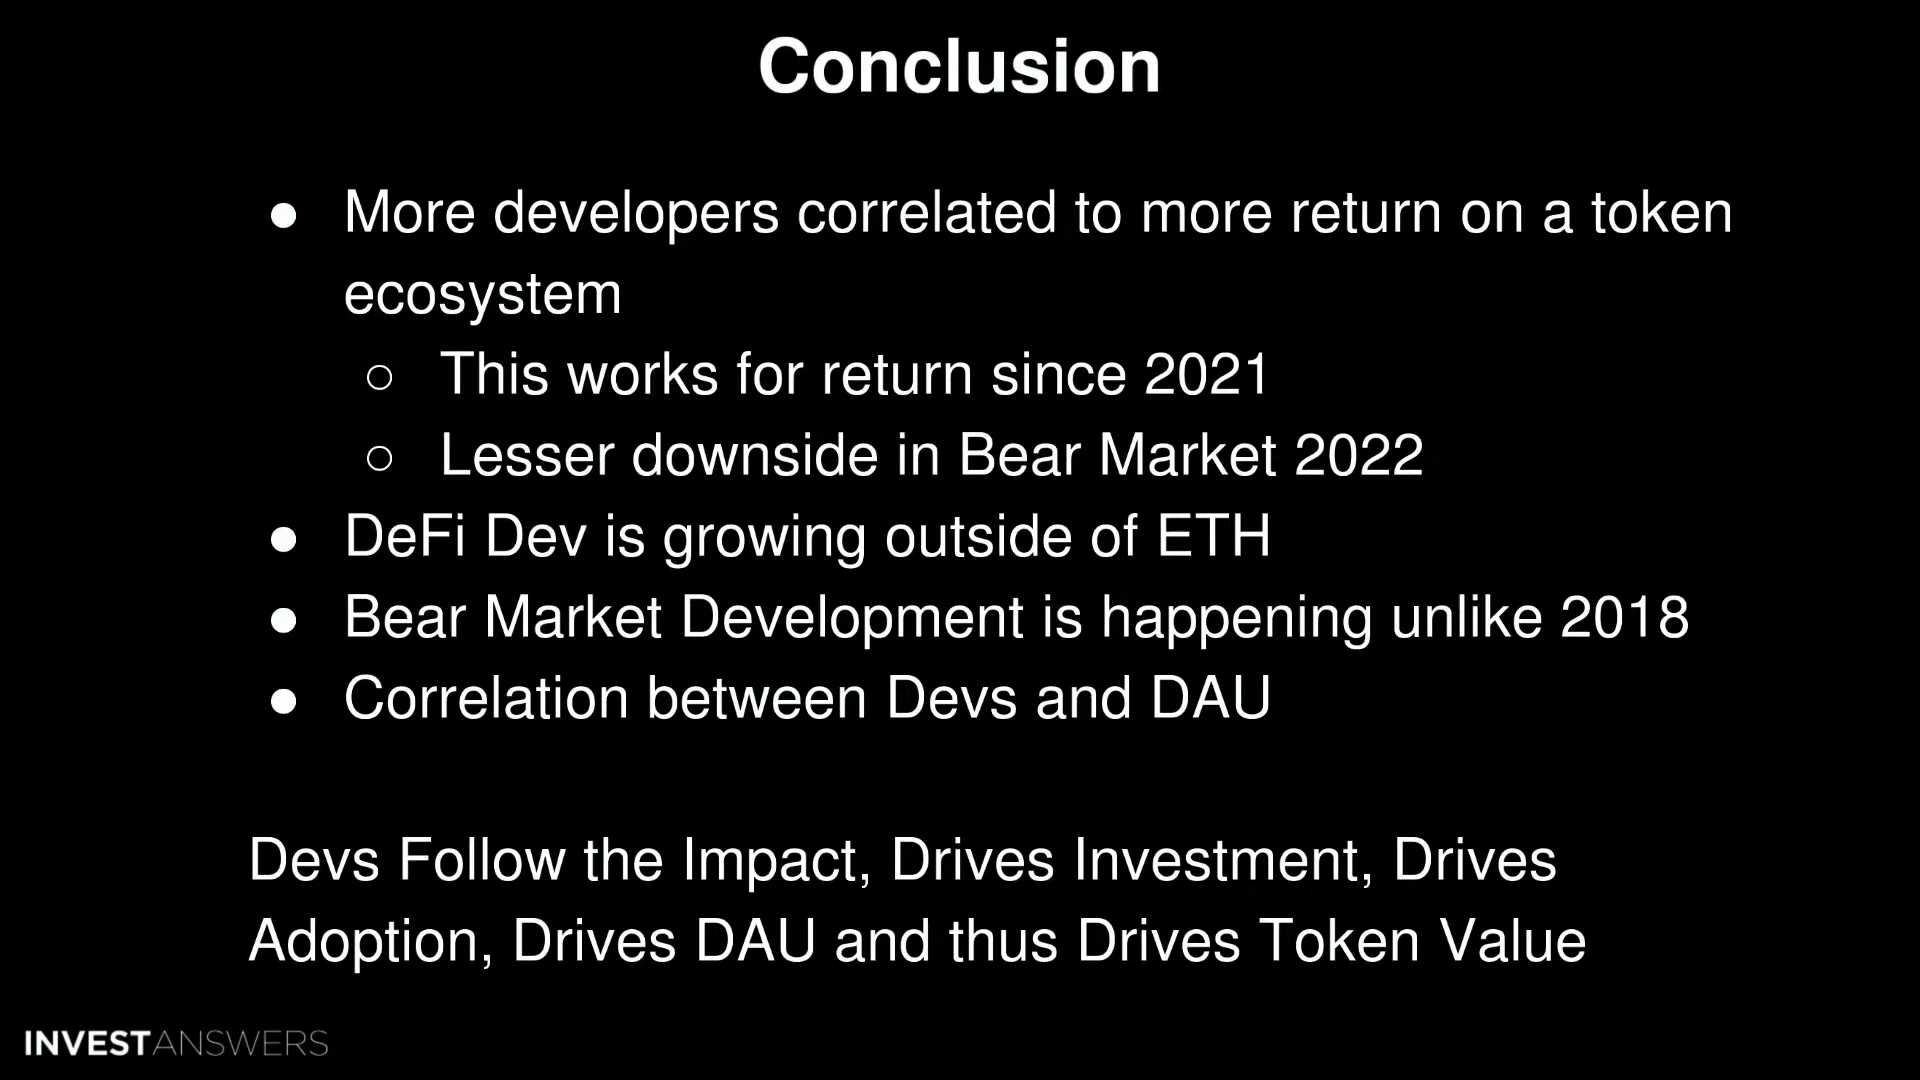 Conclusion
● More developers correlated to more return on a token
ecosystem
○ This works for return since 2021
○ Lesser downside in Bear Market 2022
● DeFi Dev is growing outside of ETH
● Bear Market Development is happening unlike 2018
● Correlation between Devs and DAU
Devs Follow the Impact, Drives Investment, Drives
Adoption, Drives DAU and thus Drives Token Value
INVESTANSWERS